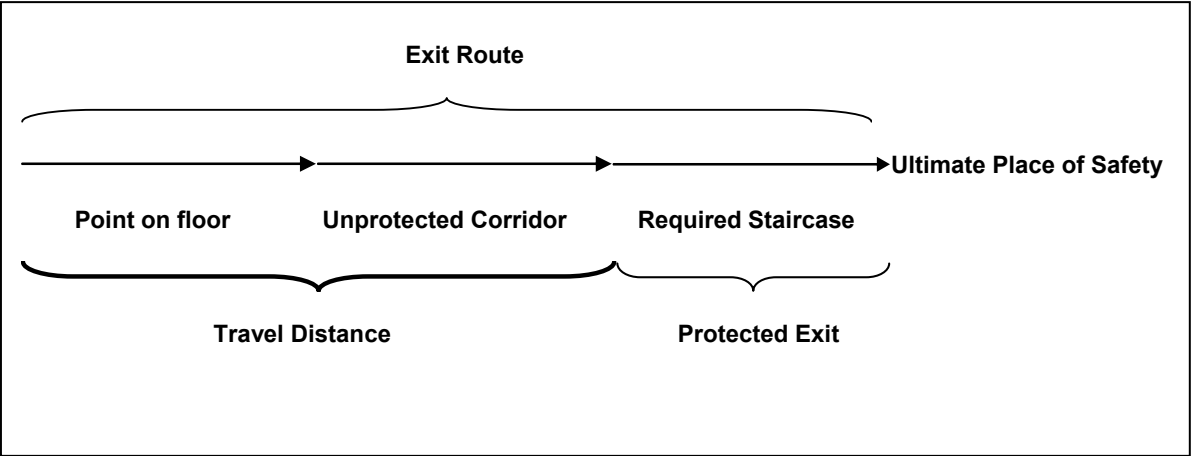 Exit Route
Ultimate Place of Safety
Point on floor Unprotected Corridor Required Staircase
Travel Distance Protected Exit